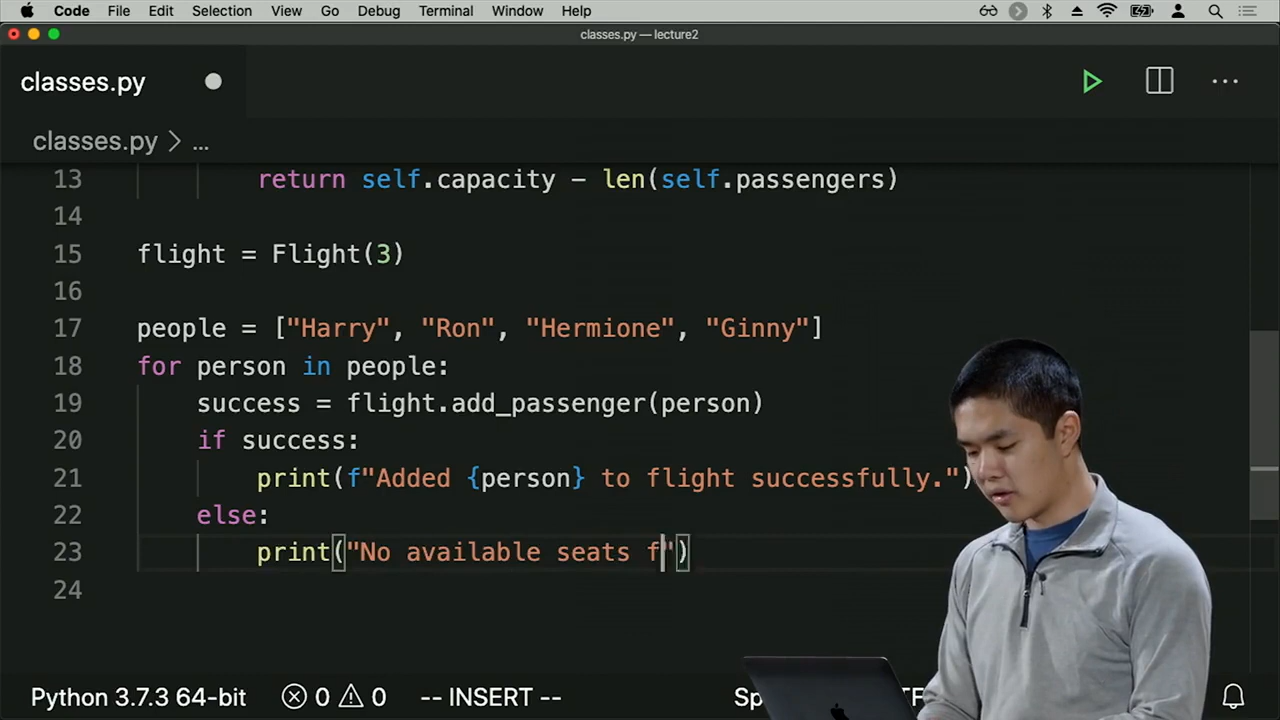 Code File Edit Selection View Go Debug Terminal Window Help
classes.py — lecture2
classes.py
classes.py > ...
13 return self.capacity - len(self.passengers)
14
15 flight = Flight(3)
16
17 people = ["Harry", "Ron", "Hermione", "Ginny"]
18 for person in people:
19 success = flight.add_passenger(person)
20 if success:
21 print(f"Added {person} to flight successfully.")
22 else:
23 print("No available seats f")
24
Python 3.7.3 64-bit 0 0 -- INSERT --